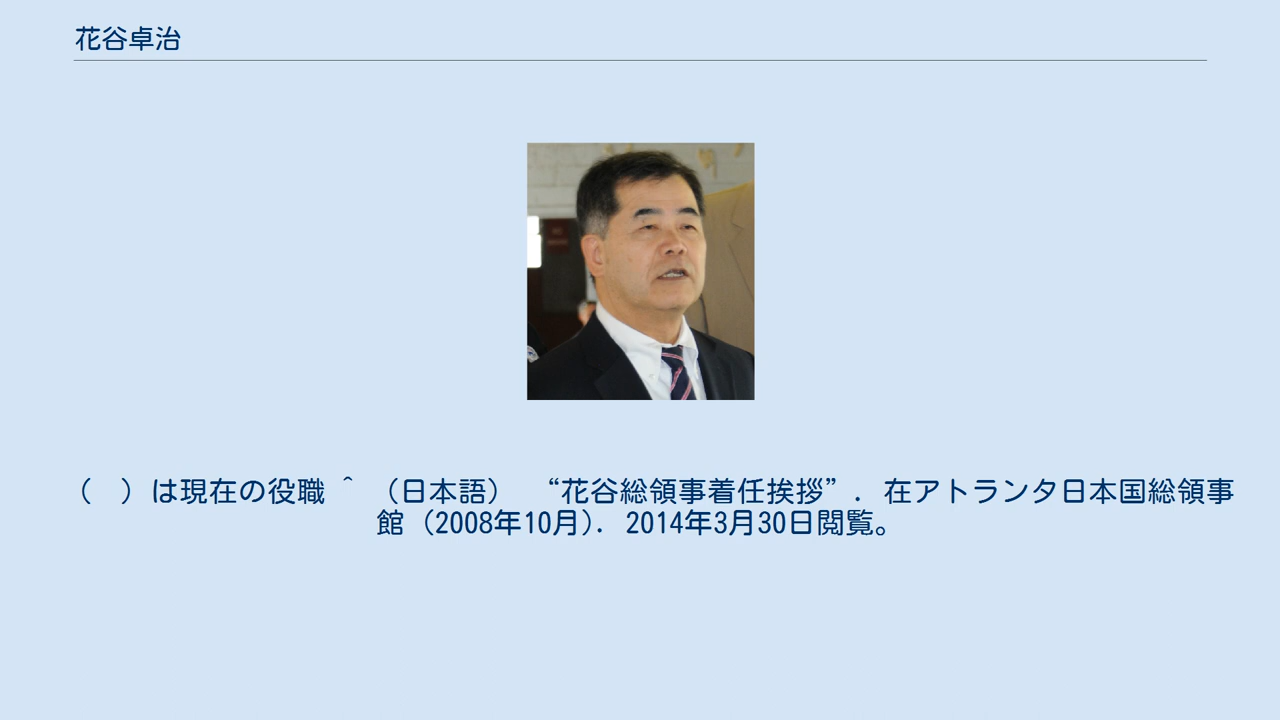 花谷卓治
（　）は現在の役職 ＾ （日本語）　“花谷総領事着任挨拶”． 在アトランタ日本国総領事
館 (2008年10月). 2014年3月30日閲覧。